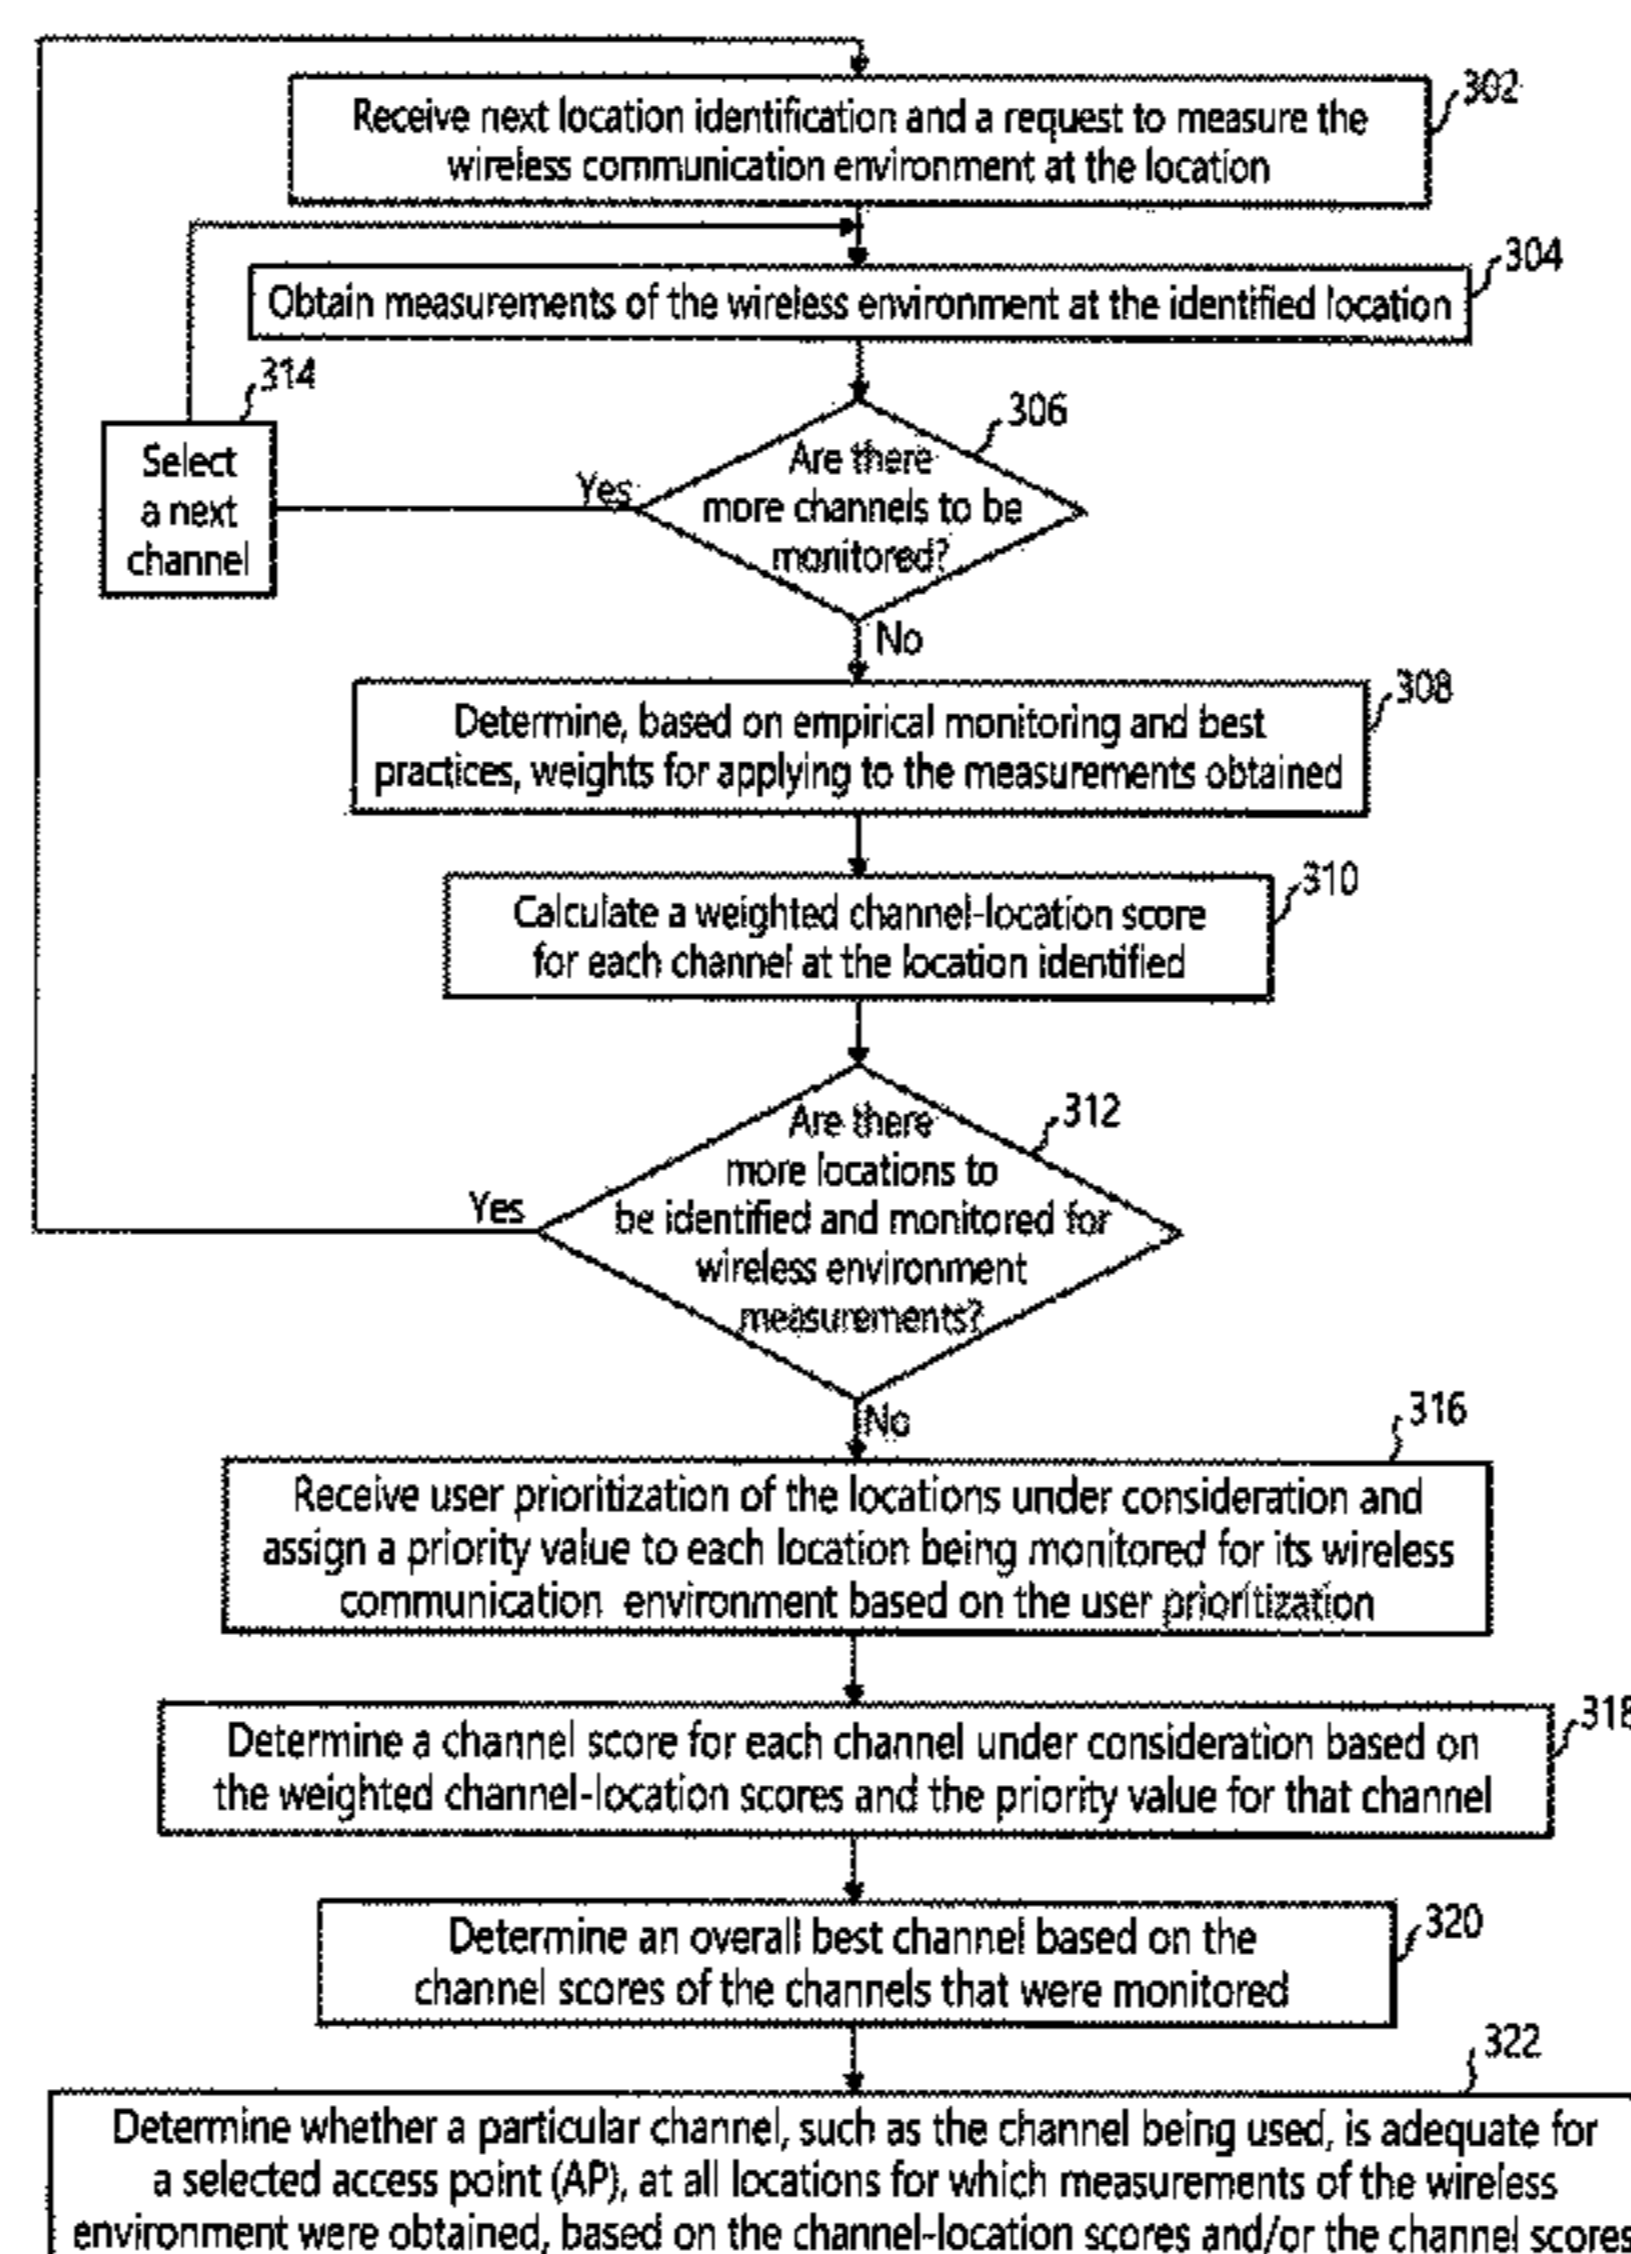 302
Receive next location identification and a request to measure the
wireless communication environment at the location
304
Obtain measurements of the wireless environment at the identified location
314
306
Select
a next
channel
Yes
Are there
more channels to be
monitored?
No
308
Determine, based on empirical monitoring and best
practices, weights for applying to the measurements obtained
310
Calculate a weighted channel-location score
for each channel at the location identified
312
Are there
more locations to
be identified and monitored for
wireless environment
measurements?
Yes
No
316
Receive user prioritization of the locations under consideration and
assign a priority value to each location being monitored for its wireless
communication environment based on the user prioritization
318
Determine a channel score for each channel under consideration based on
the weighted channel-location scores and the priority value for that channel
320
Determine an overall best channel based on the
channel scores of the channels that were monitored
322
Determine whether a particular channel, such as the channel being used, is adequate for
a selected access point (AP), at all locations for which measurements of the wireless
environment were obtained, based on the channel-location scores and/or the channel scores